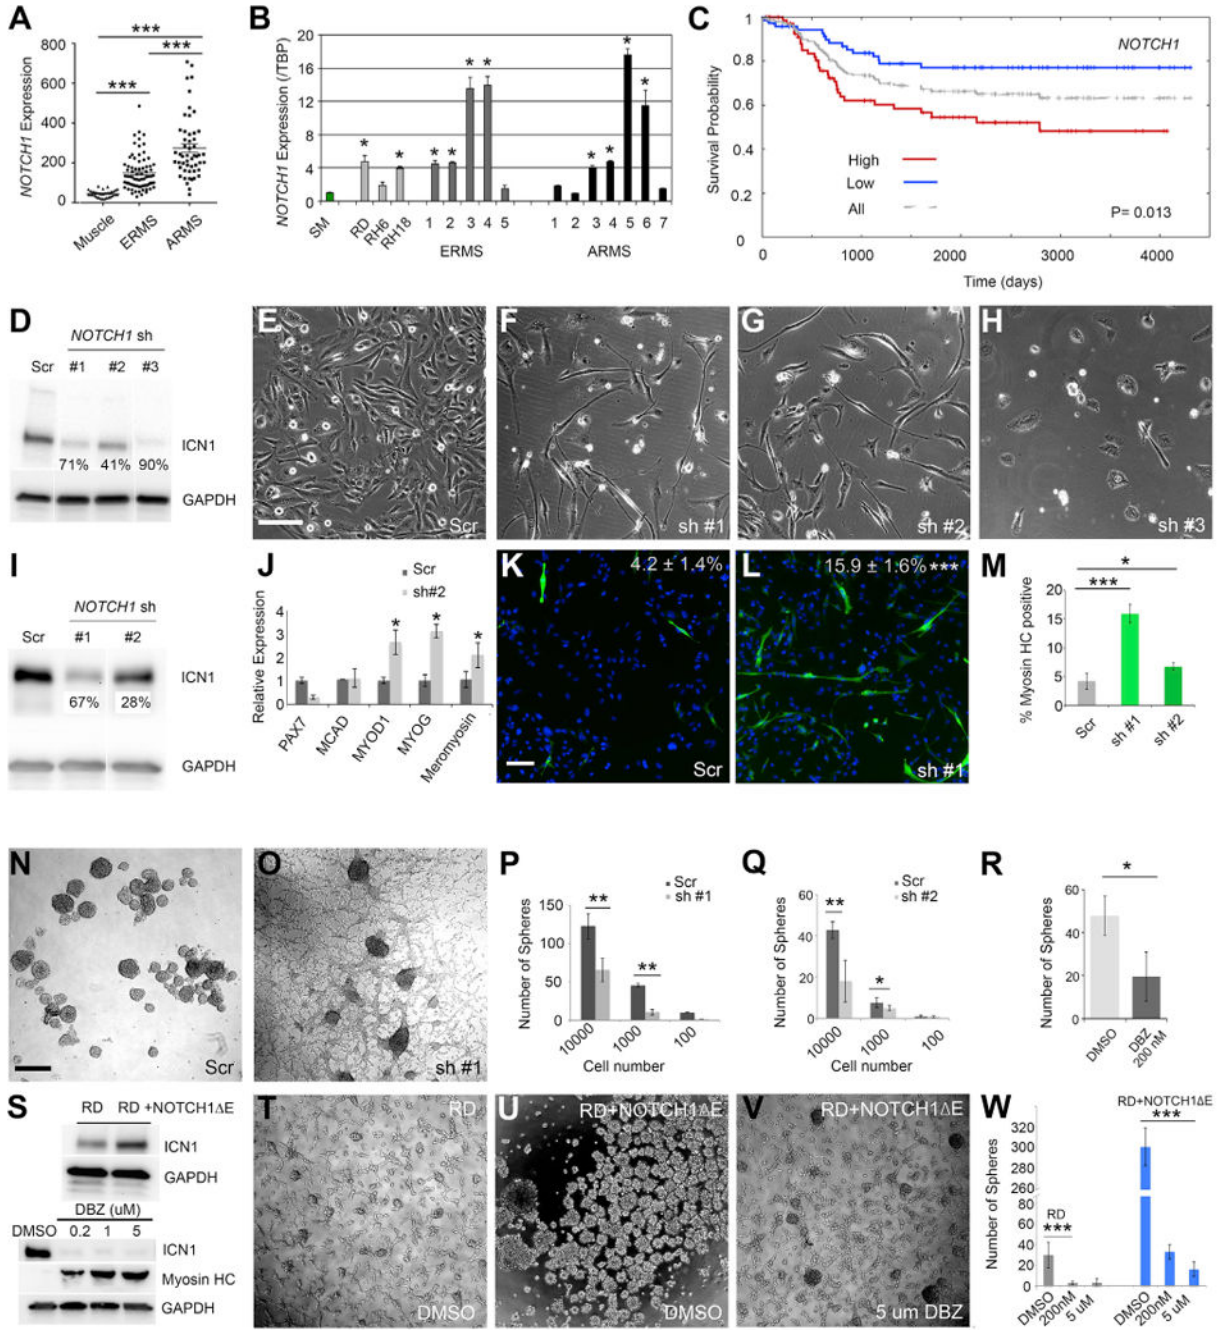 A
***
***
***
800
600
400
200
0
NOTCH1 Expression
Muscle
ERMS
ARMS
B
20
16
12
8
4
0
NOTCH1 Expression (/TBP)
* * * * * * * * * *
SM
RD
RH6
RH18
1 2 3 4 5
ERMS
1 2 3 4 5 6 7
ARMS
C
NOTCH1
1
0.8
0.6
0.4
0.2
0
Survival Probability
High
Low
All
P= 0.013
0 1000 2000 3000 4000
Time (days)
D
NOTCH1 sh
Scr #1 #2 #3
ICN1
71% 41% 90%
GAPDH
E
Scr
F
sh #1
G
sh #2
H
sh #3
I
NOTCH1 sh
Scr #1 #2
ICN1
67% 28%
GAPDH
J
Scr
sh#2
4
3
2
1
0
Relative Expression
* * *
PAX7
MCAD
MYOD1
MYOG
Meromyosin
K
4.2 ± 1.4%
Scr
L
15.9 ± 1.6%***
sh #1
M
*
***
20
15
10
5
0
% Myosin HC positive
Scr
sh #1
sh #2
N
Scr
O
sh #1
P
Scr
sh #1
150
100
50
0
Number of Spheres
**
**
10000
1000
100
Cell number
Q
Scr
sh #2
60
40
20
0
Number of Spheres
**
*
10000
1000
100
Cell number
R
*
60
40
20
0
Number of Spheres
DMSO
DBZ
200 nM
S
RD RD +NOTCH1ΔE
ICN1
GAPDH
DBZ (uM)
DMSO 0.2 1 5
ICN1
Myosin HC
GAPDH
T
RD
DMSO
U
RD+NOTCH1ΔE
DMSO
V
RD+NOTCH1ΔE
5 um DBZ
W
RD+NOTCH1ΔE
***
320
300
280
260
80
60
40
20
0
Number of Spheres
RD
***
DMSO
200nM
5 uM
DMSO
200nM
5 uM